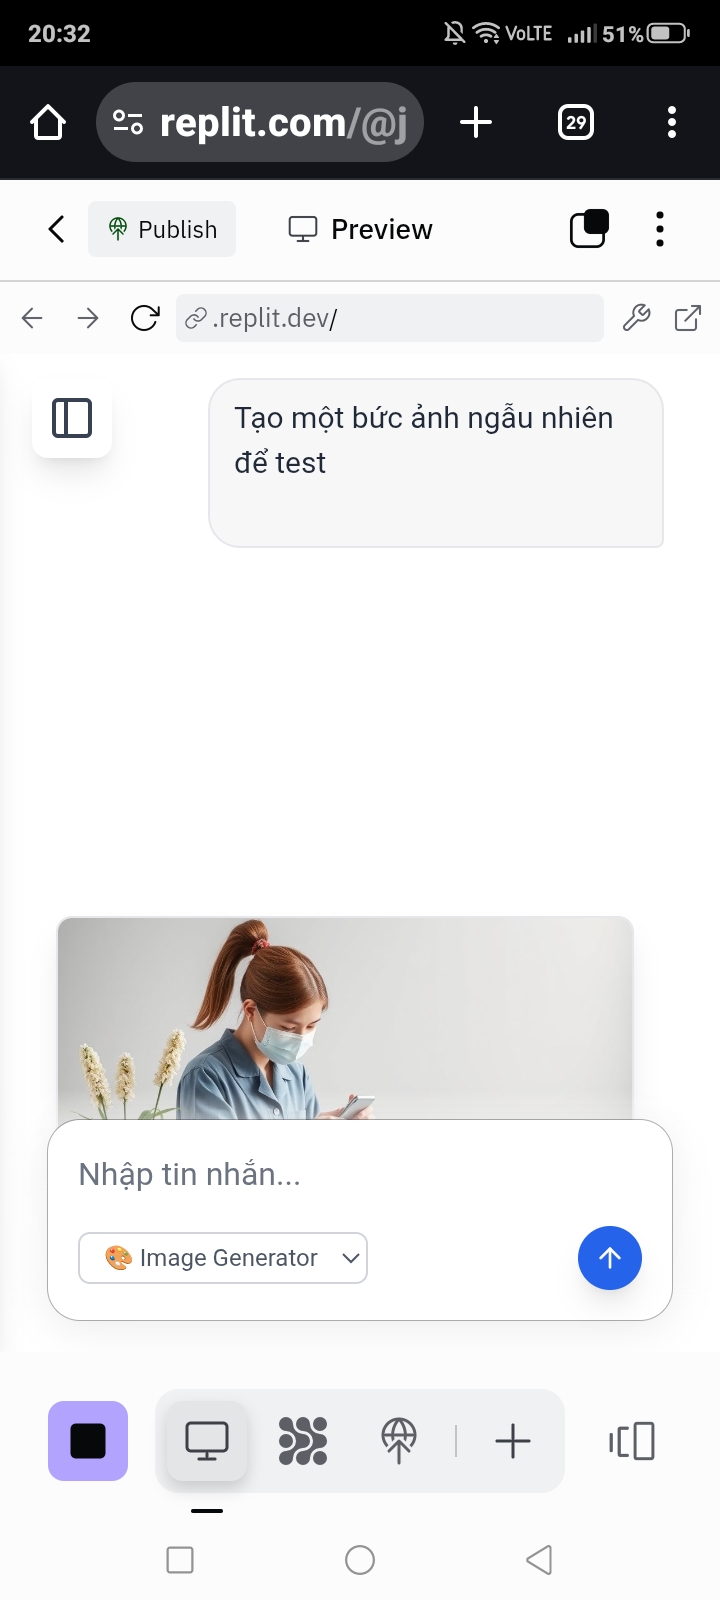 20:32
VoLTE 51%
replit.com/@j
29
Publish
Preview
.replit.dev/
Tạo một bức ảnh ngẫu nhiên
để test
Nhập tin nhắn...
Image Generator